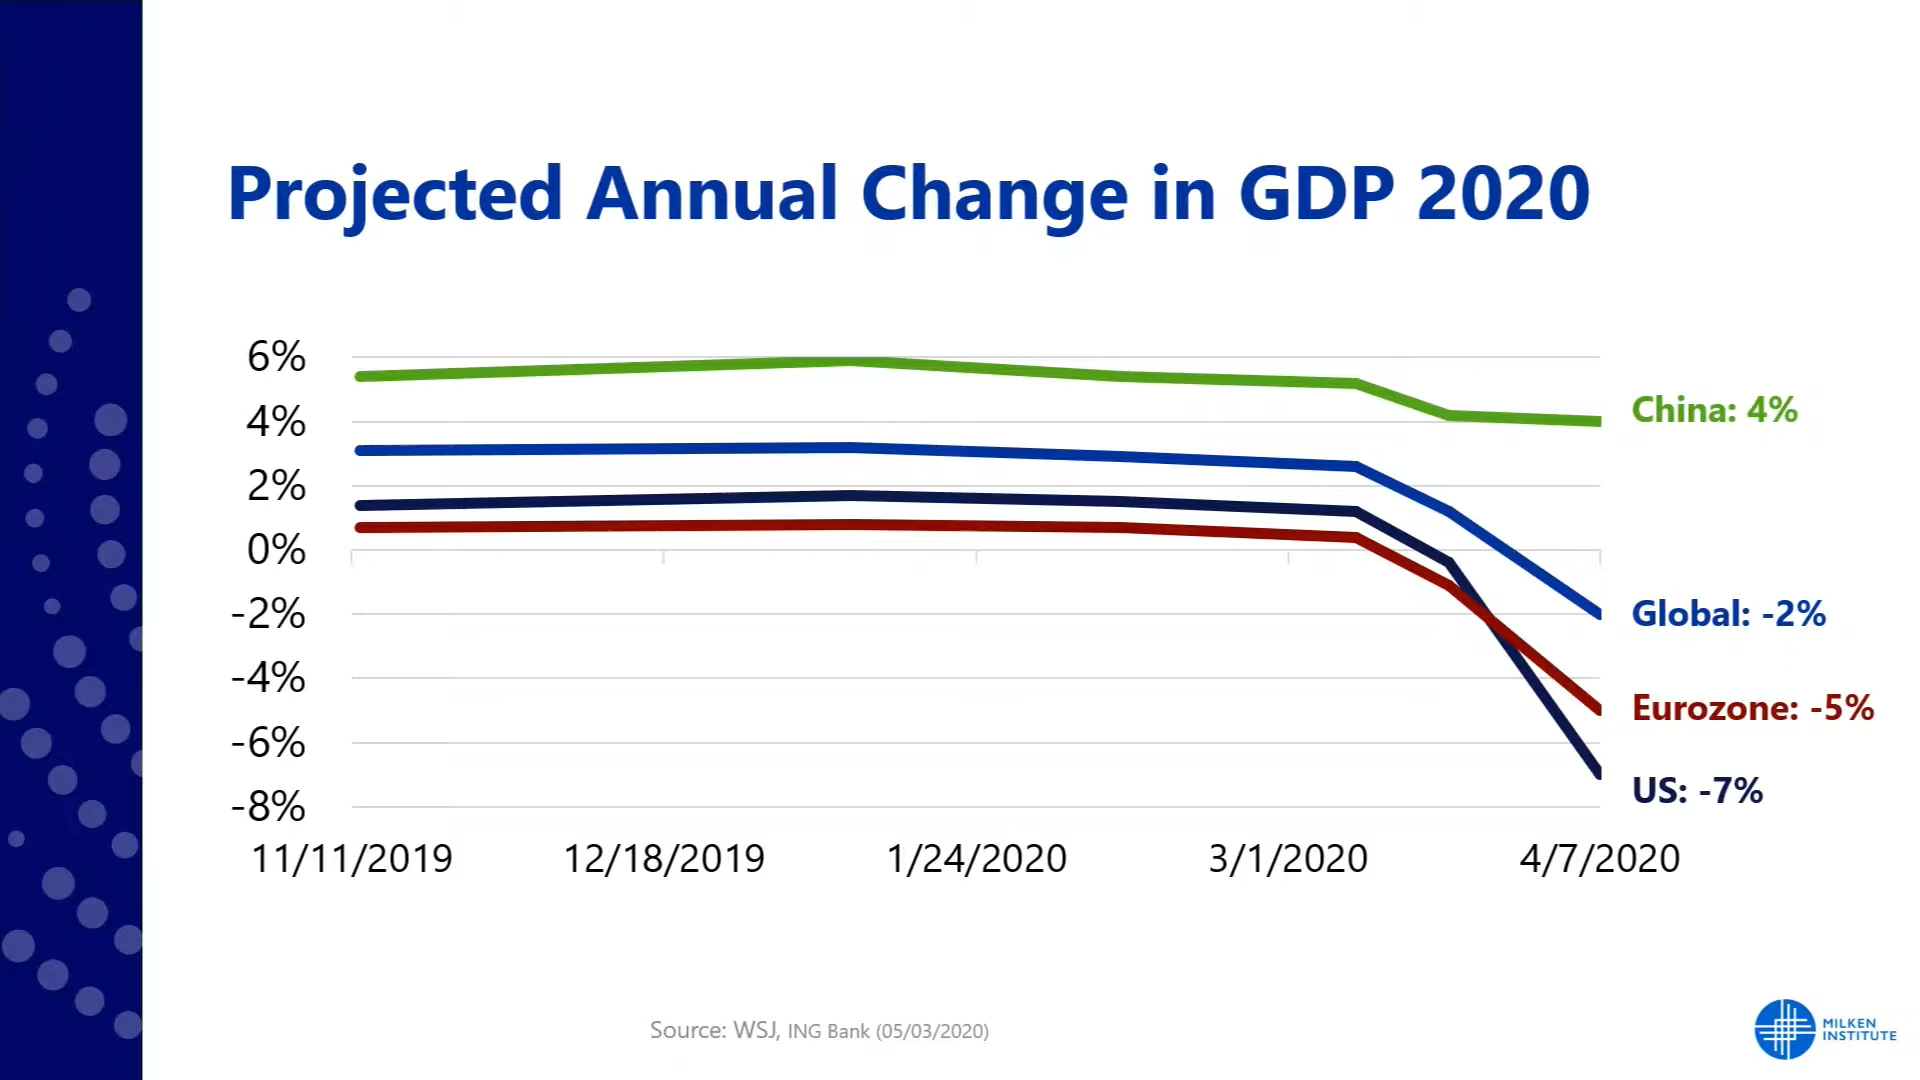 Projected Annual Change in GDP 2020
6%
4%
2%
0%
-2%
-4%
-6%
-8%
China: 4%
Global: -2%
Eurozone: -5%
US: -7%
11/11/2019 12/18/2019 1/24/2020 3/1/2020 4/7/2020
Source: WSJ, ING Bank (05/03/2020)
MILKEN
INSTITUTE